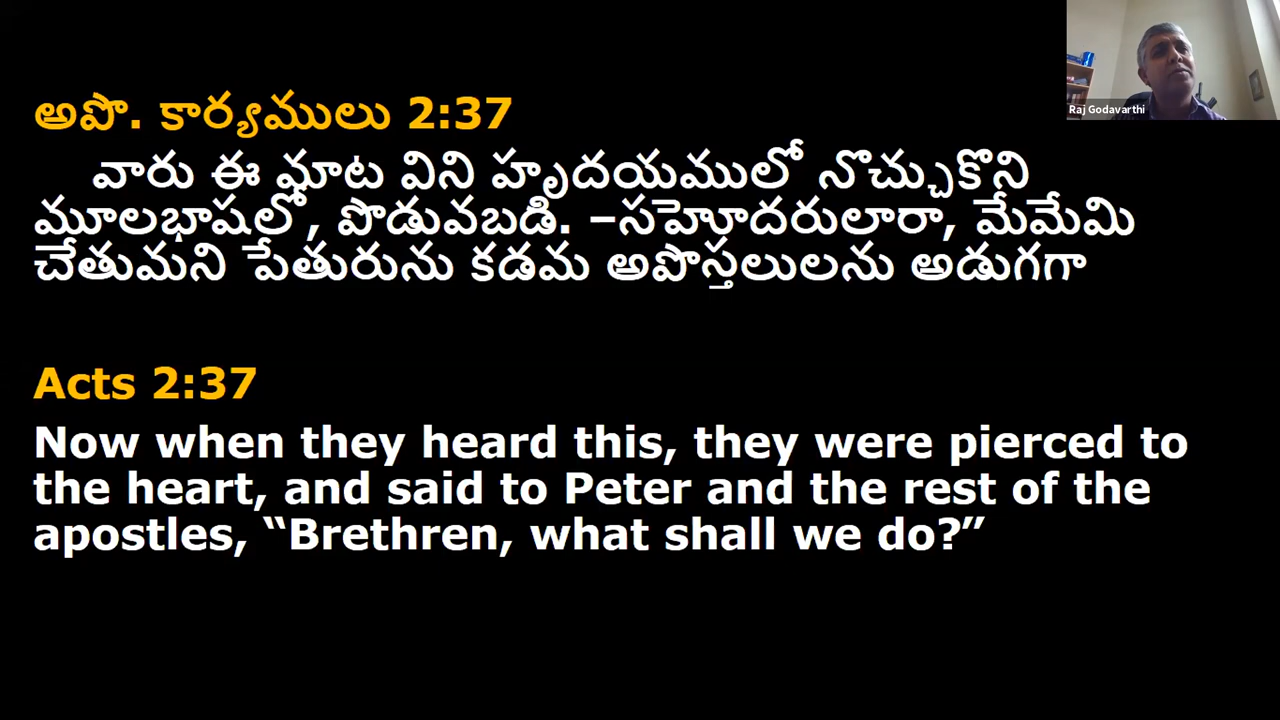 Raj Godavarthi
అపొ. కార్యములు 2:37
వారు ఈ మాట విని హృదయములో నొచ్చుకొని
మూలభాషలో, పొడువబడి. –సహోదరులారా, మేమేమి
చేతుమని పేతురును కడమ అపొస్తలులను అడుగగా
Acts 2:37
Now when they heard this, they were pierced to
the heart, and said to Peter and the rest of the
apostles, “Brethren, what shall we do?”